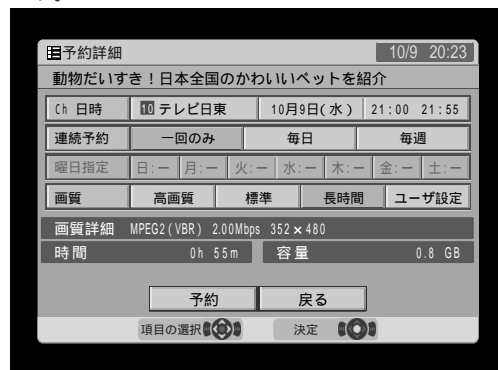 予約詳細 10/9 20:23
動物だいすき!日本全国のかわいいペットを紹介
Ch 日時 10 テレビ日東 10月9日(水) 21:00 21:55
連続予約 一回のみ 毎日 毎週
曜日指定 日:ー 月:ー 火:ー 水:ー 木:ー 金:ー 土:ー
画質 高画質 標準 長時間 ユーザ設定
画質詳細 MPEG2(VBR) 2.00Mbps 352×480
時間 0h 55m 容量 0.8 GB
予約 戻る
項目の選択 決定